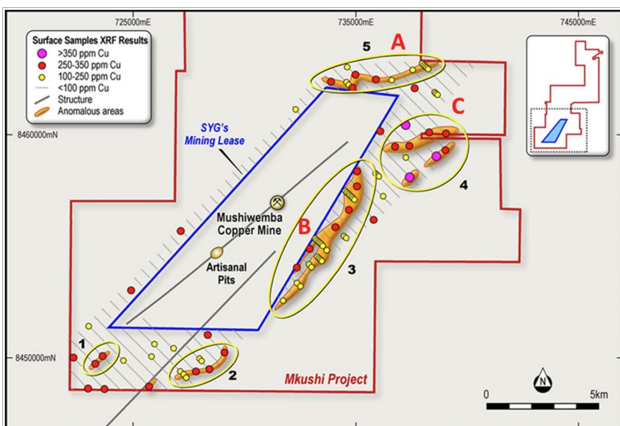 725000mE
735000mE
745000mE
Surface Samples XRF Results
>350 ppm Cu
250-350 ppm Cu
100-250 ppm Cu
<100 ppm Cu
Structure
Anomalous areas
5
A
SYG's
Mining Lease
C
8460000mN
4
Mushiwemba
Copper Mine
B
Artisanal
Pits
3
1
8450000mN
2
Mkushi Project
N
0
5km